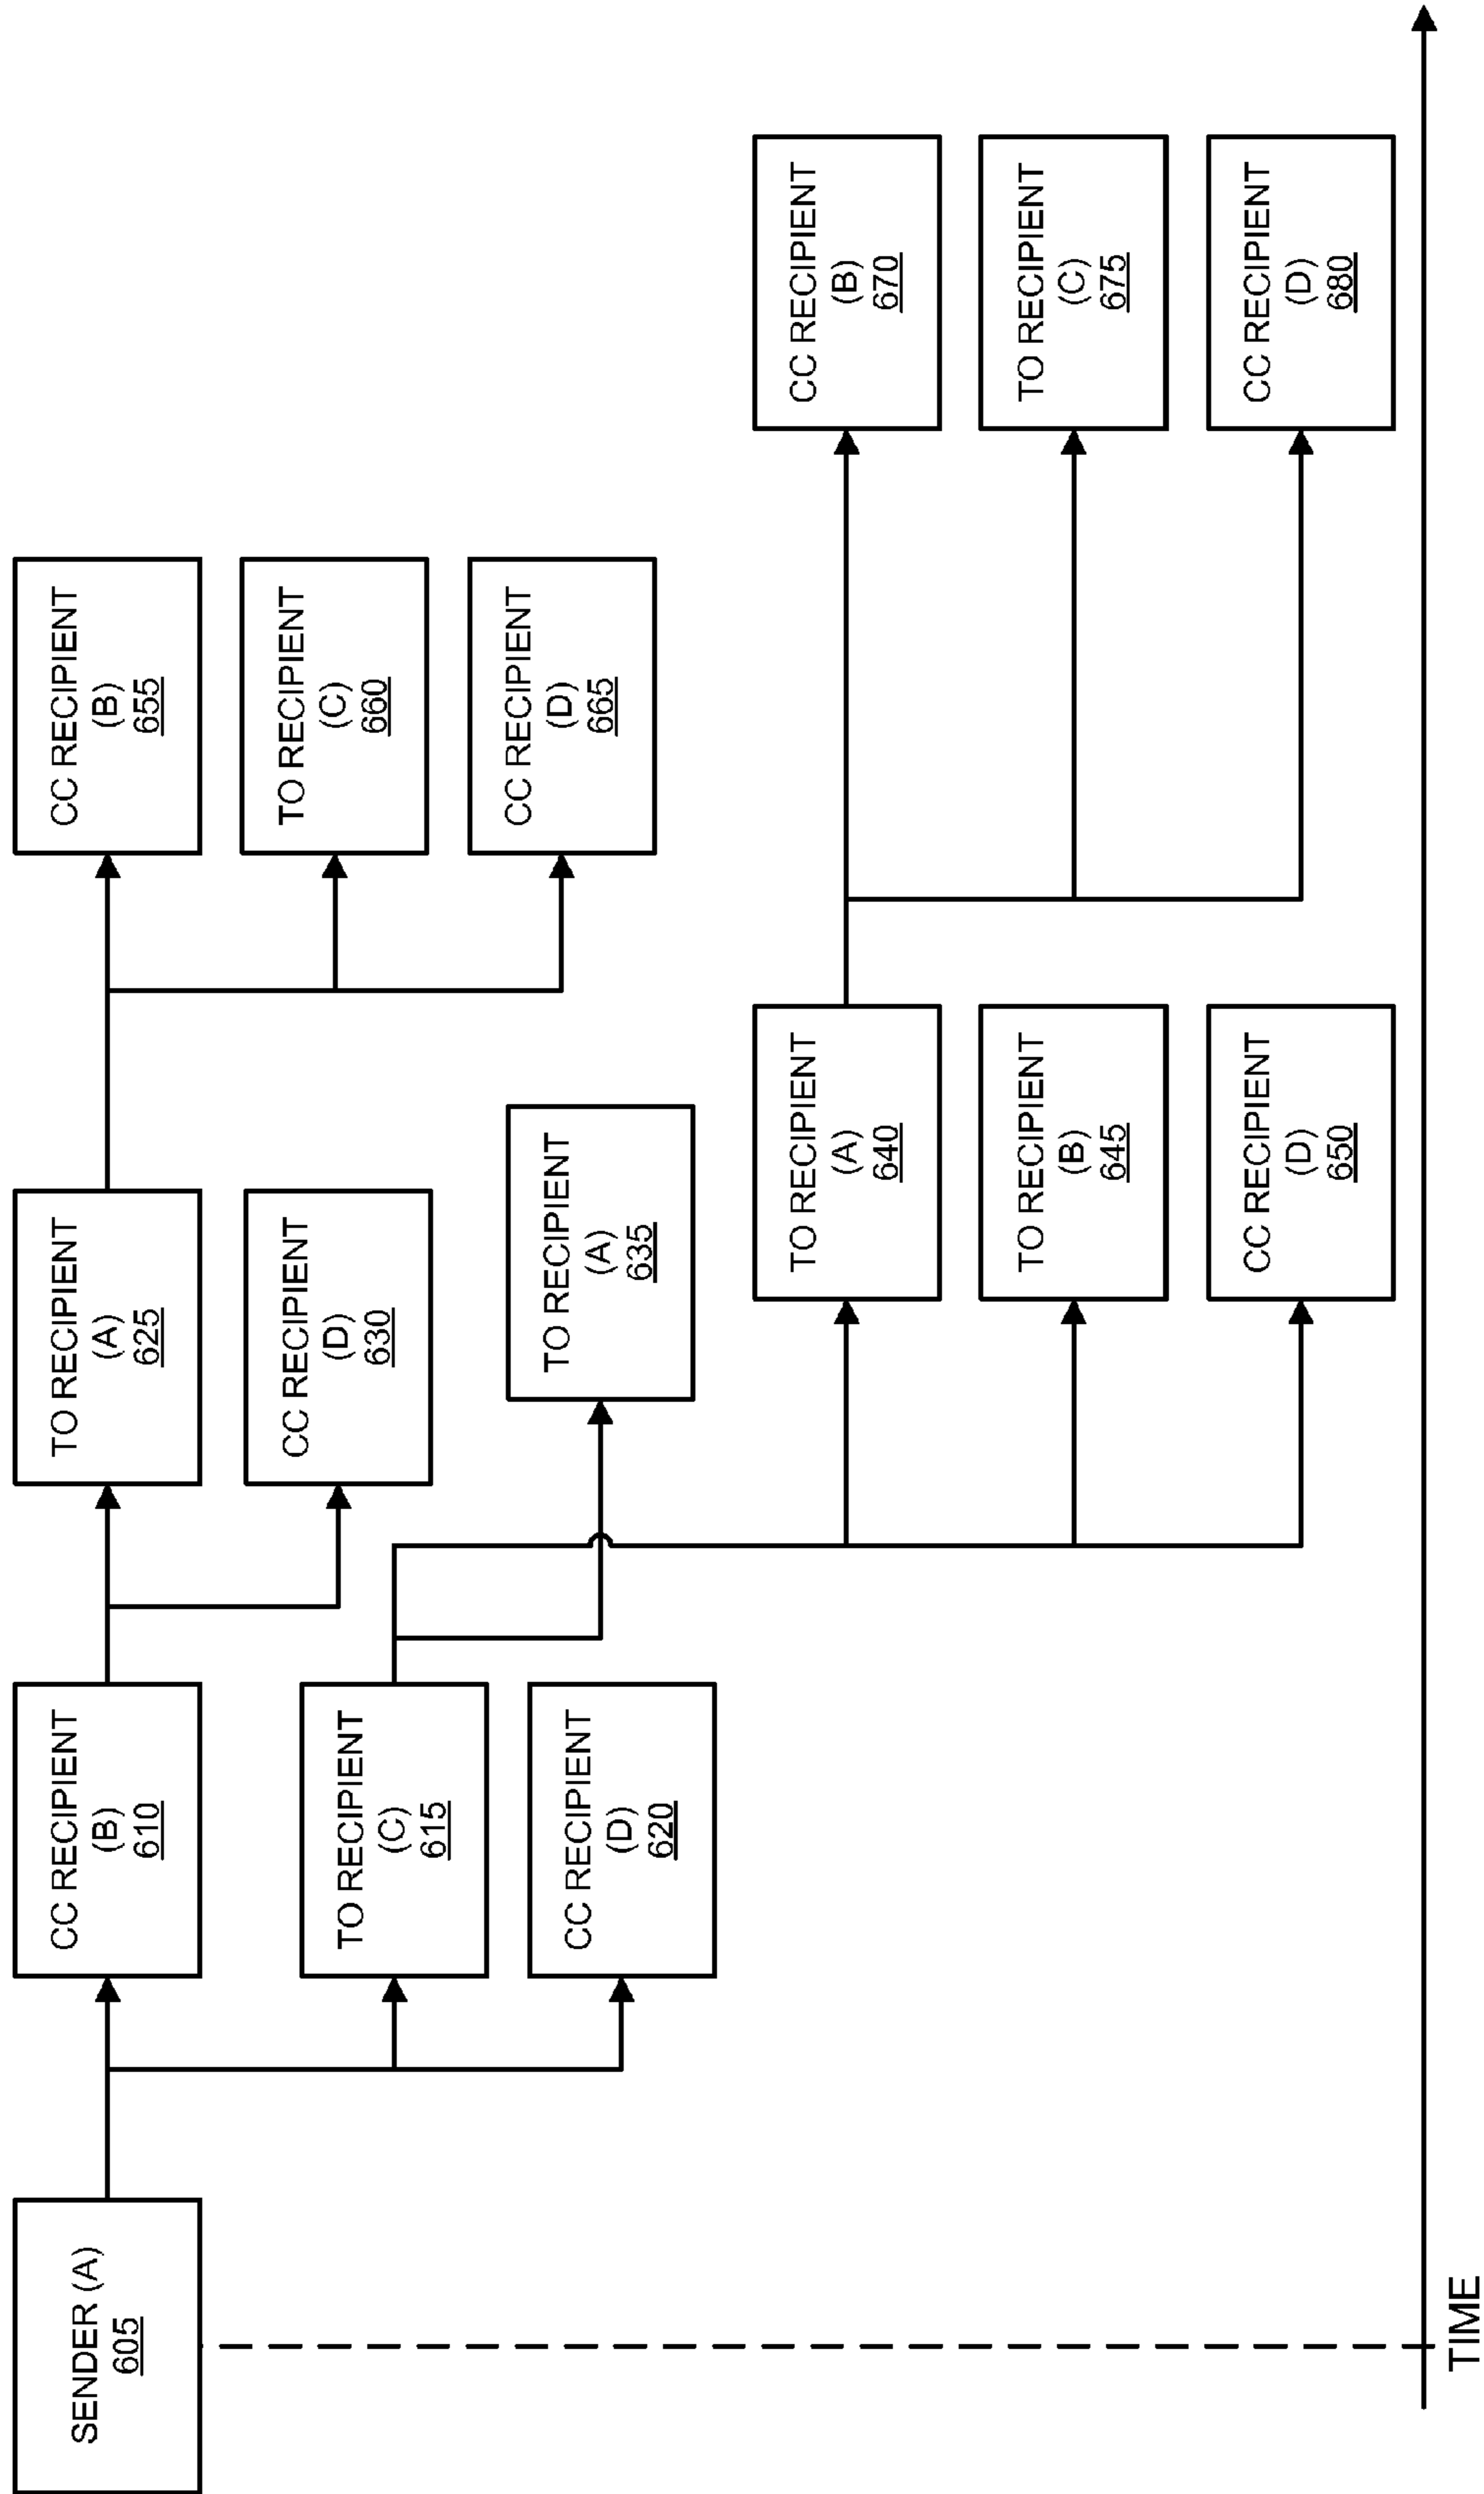 SENDER (A)
605
CC RECIPIENT
(B)
610
TO RECIPIENT
(C)
615
CC RECIPIENT
(D)
620
TO RECIPIENT
(A)
625
CC RECIPIENT
(D)
630
TO RECIPIENT
(A)
635
TO RECIPIENT
(A)
640
TO RECIPIENT
(B)
645
CC RECIPIENT
(D)
650
CC RECIPIENT
(B)
655
TO RECIPIENT
(C)
660
CC RECIPIENT
(D)
665
CC RECIPIENT
(B)
670
TO RECIPIENT
(C)
675
CC RECIPIENT
(D)
680
TIME